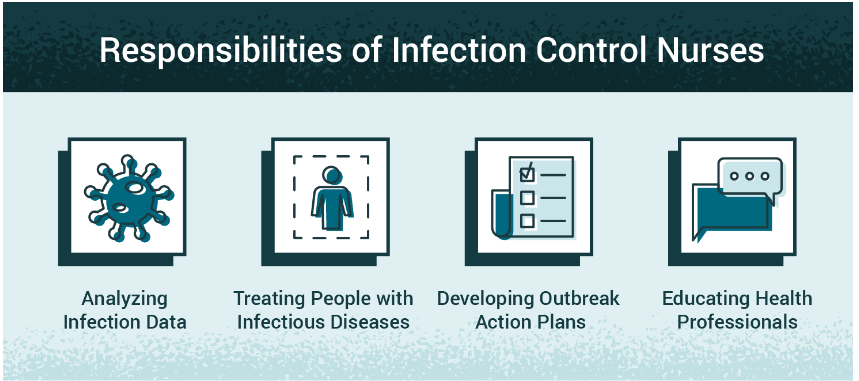 Responsibilities of Infection Control Nurses
Analyzing
Infection Data
Treating People with
Infectious Diseases
Developing Outbreak
Action Plans
Educating Health
Professionals